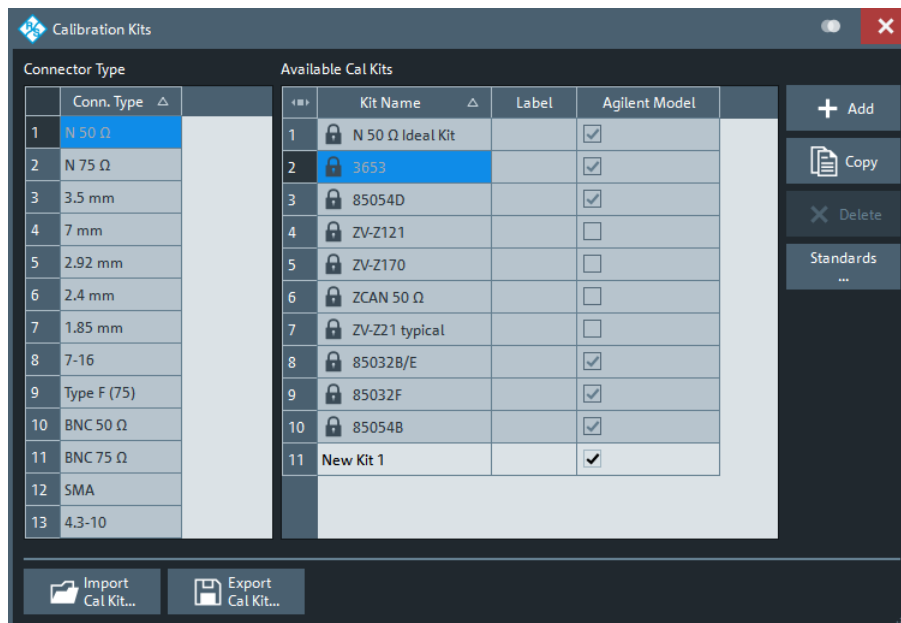 Calibration Kits
Connector Type
Conn. Type
1 N 50 Ω
2 N 75 Ω
3 3.5 mm
4 7 mm
5 2.92 mm
6 2.4 mm
7 1.85 mm
8 7-16
9 Type F (75)
10 BNC 50 Ω
11 BNC 75 Ω
12 SMA
13 4.3-10
Available Cal Kits
Kit Name Label Agilent Model
1 N 50 Ω Ideal Kit
2 3653
3 85054D
4 ZV-Z121
5 ZV-Z170
6 ZCAN 50 Ω
7 ZV-Z21 typical
8 85032B/E
9 85032F
10 85054B
11 New Kit 1
Add
Copy
Delete
Standards
...
Import
Cal Kit...
Export
Cal Kit...